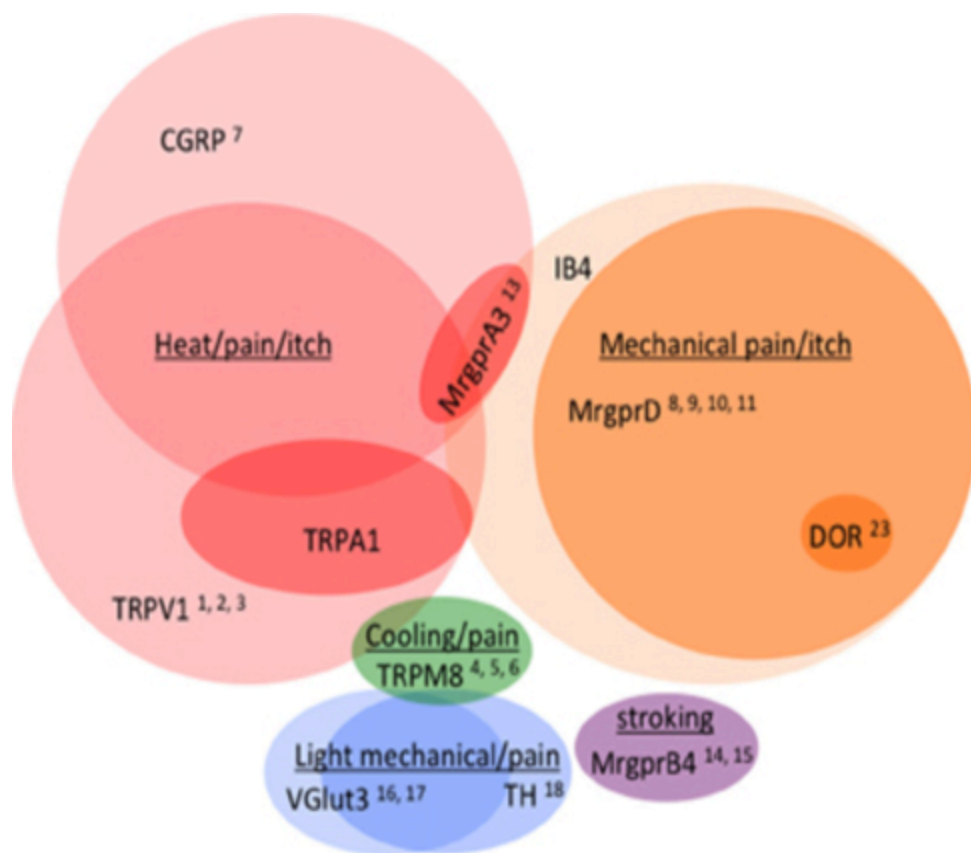 CGRP 7
IB4
Heat/pain/itch
MrgprA3 13
Mechanical pain/itch
MrgprD 8, 9, 10, 11
TRPA1
DOR 23
TRPV1 1, 2, 3
Cooling/pain
TRPM8 4, 5, 6
stroking
MrgprB4 14, 15
Light mechanical/pain
VGlut3 16, 17
TH 18